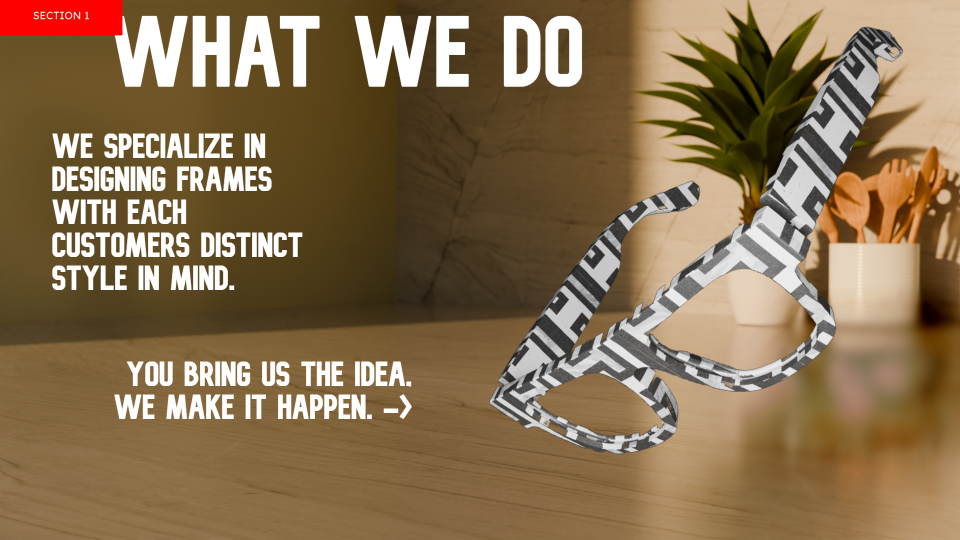 SECTION 1
WHAT WE DO
WE SPECIALIZE IN
DESIGNING FRAMES
WITH EACH
CUSTOMERS DISTINCT
STYLE IN MIND.
YOU BRING US THE IDEA,
WE MAKE IT HAPPEN. ->